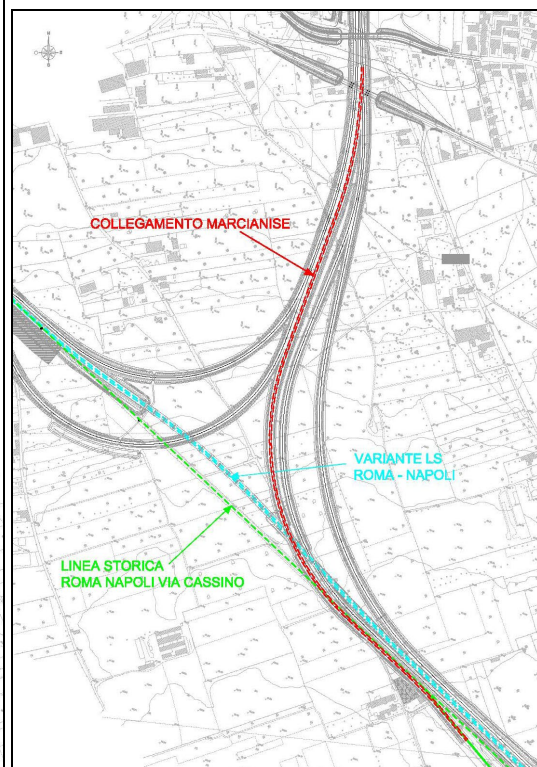 COLLEGAMENTO MARCIANISE
VARIANTE LS
ROMA - NAPOLI
LINEA STORICA
ROMA NAPOLI VIA CASSINO